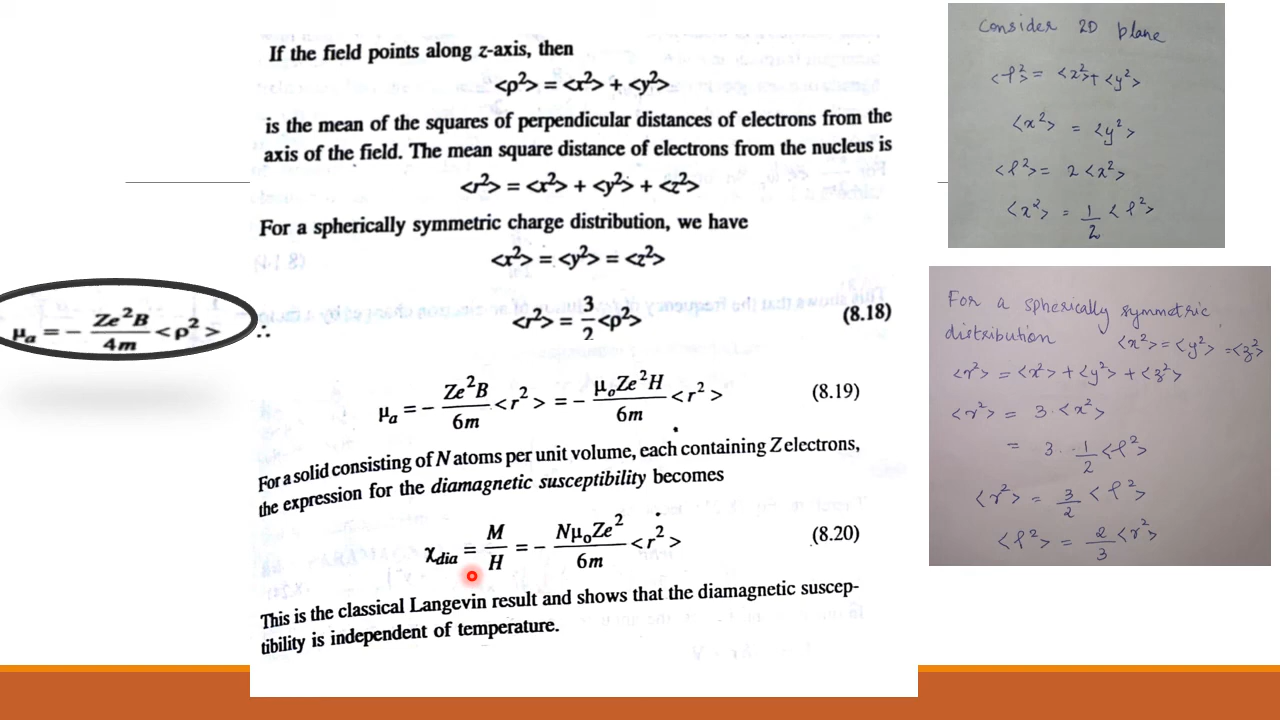 If the field points along z-axis, then
<ρ²> = <x²> + <y²>
is the mean of the squares of perpendicular distances of electrons from the
axis of the field. The mean square distance of electrons from the nucleus is
<r²> = <x²> + <y²> + <z²>
For a spherically symmetric charge distribution, we have
<x²> = <y²> = <z²>
∴ <r²> = 3/2 <ρ²> (8.18)
μₐ = − Ze²B/4m <ρ²>
μₐ = − Ze²B/6m <r²> = − μ₀Ze²H/6m <r²> (8.19)
For a solid consisting of N atoms per unit volume, each containing Z electrons,
the expression for the diamagnetic susceptibility becomes
χdia = M/H = − Nμ₀Ze²/6m <r²> (8.20)
This is the classical Langevin result and shows that the diamagnetic suscep-
tibility is independent of temperature.
Consider 2D plane
<ρ²> = <x²> + <y²>
<x²> = <y²>
<ρ²> = 2 <x²>
<x²> = 1/2 <ρ²>
For a spherically symmetric
distribution <x²> = <y²> = <z²>
<r²> = <x²> + <y²> + <z²>
<r²> = 3 · <x²>
= 3 · 1/2 <ρ²>
<r²> = 3/2 <ρ²>
<ρ²> = 2/3 <r²>